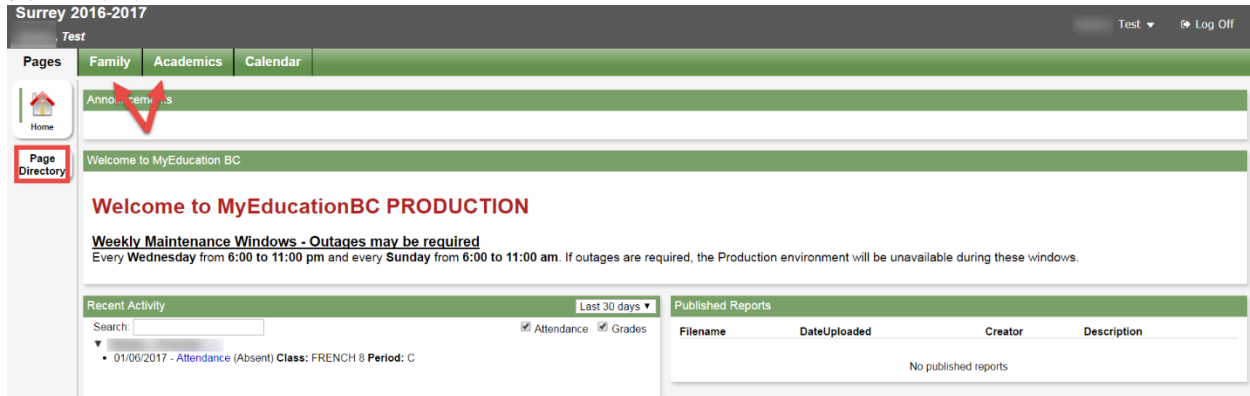 Surrey 2016-2017
Test ▼ Log Off
, Test
Pages Family Academics Calendar
Home
Announcements
Page
Directory
Welcome to MyEducation BC
Welcome to MyEducationBC PRODUCTION
Weekly Maintenance Windows - Outages may be required
Every Wednesday from 6:00 to 11:00 pm and every Sunday from 6:00 to 11:00 am. If outages are required, the Production environment will be unavailable during these windows.
Recent Activity Last 30 days ▼
Search: Attendance Grades
• 01/06/2017 - Attendance (Absent) Class: FRENCH 8 Period: C
Published Reports
Filename DateUploaded Creator Description
No published reports